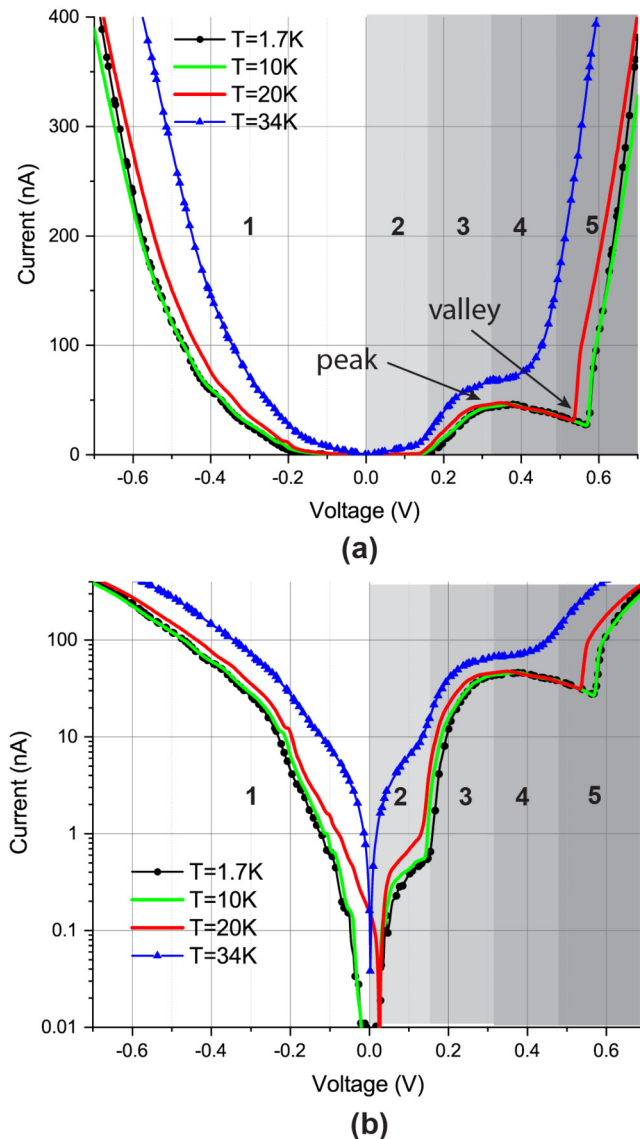 400
300
200
100
0
Current (nA)
T=1.7K
T=10K
T=20K
T=34K
1 2 3 4 5
valley
peak
-0.6 -0.4 -0.2 0.0 0.2 0.4 0.6
Voltage (V)
(a)
100
10
1
0.1
0.01
Current (nA)
1 2 3 4 5
T=1.7K
T=10K
T=20K
T=34K
-0.6 -0.4 -0.2 0.0 0.2 0.4 0.6
Voltage (V)
(b)